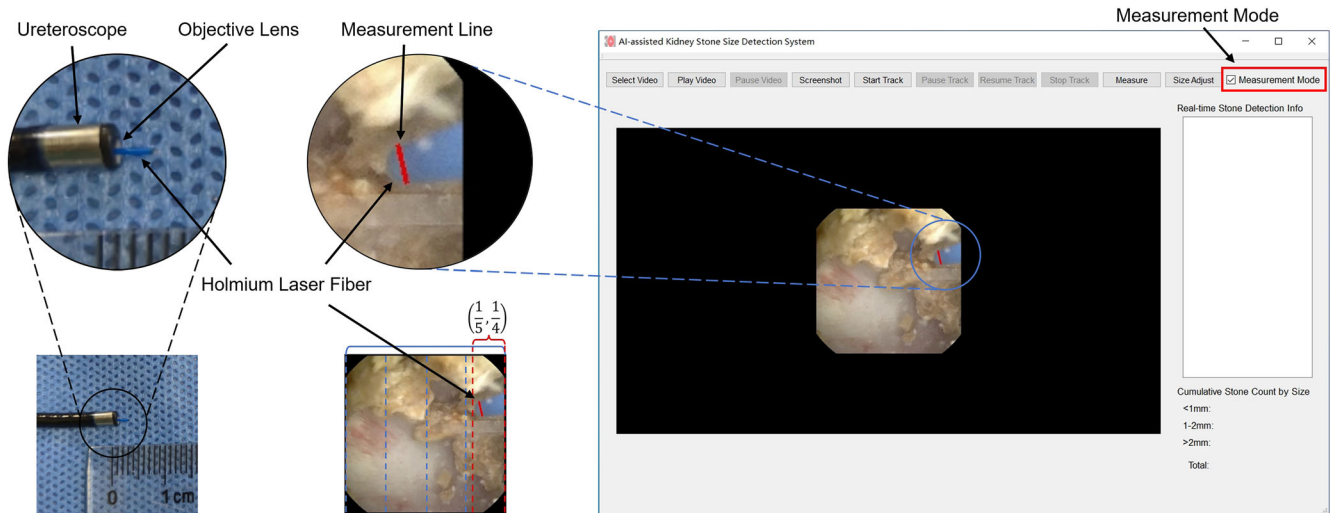 Measurement Mode
Ureteroscope
Objective Lens
Measurement Line
AI-assisted Kidney Stone Size Detection System
Select Video
Play Video
Pause Video
Screenshot
Start Track
Pause Track
Resume Track
Stop Track
Measure
Size Adjust
Measurement Mode
Real-time Stone Detection Info
Holmium Laser Fiber
(1/5, 1/4)
0 1 cm
Cumulative Stone Count by Size
<1mm:
1-2mm:
>2mm:
Total: